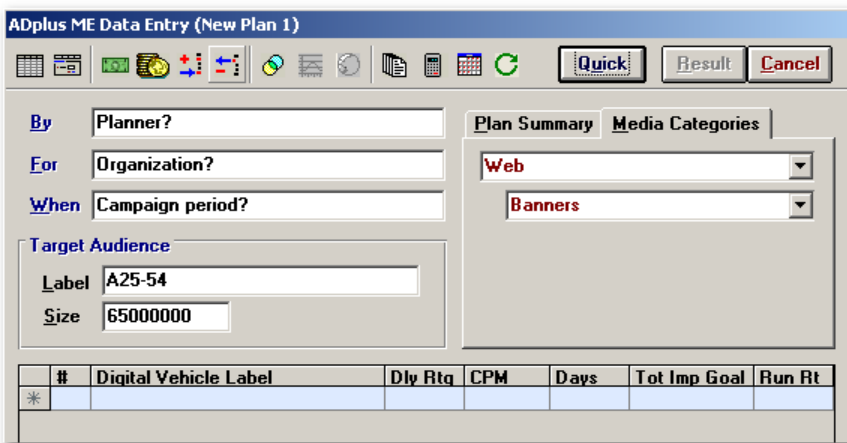 ADplus ME Data Entry (New Plan 1)
Quick Result Cancel
By Planner?
For Organization?
When Campaign period?
Target Audience
Label A25-54
Size 65000000
Plan Summary Media Categories
Web
Banners
# Digital Vehicle Label Dly Rtg CPM Days Tot Imp Goal Run Rt